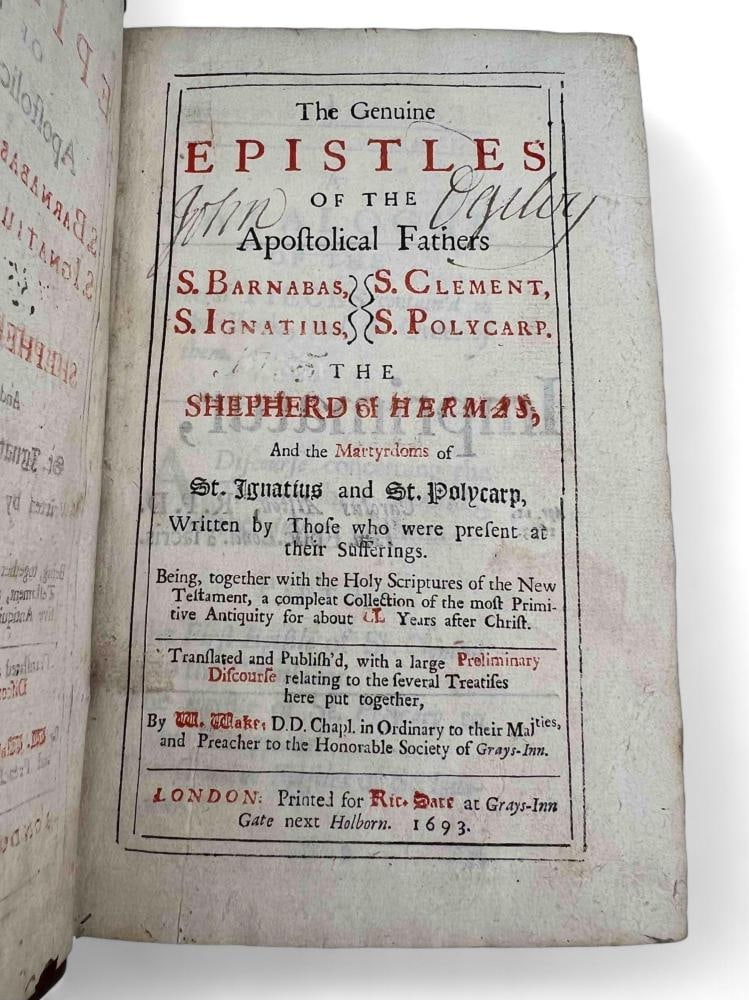 The Genuine
EPISTLES
OF THE
John Ogilvy
Apoſtolical Fathers
S. BARNABAS, S. CLEMENT,
S. IGNATIUS, S. POLYCARP.
THE
SHEPHERD of HERMAS,
And the Martyrdoms of
St. Ignatius and St. Polycarp,
Written by Thoſe who were preſent at
their Sufferings.
Being, together with the Holy Scriptures of the New
Teſtament, a compleat Collection of the moſt Primi-
tive Antiquity for about CL Years after Chriſt.
Tranſlated and Publiſh'd, with a large Preliminary
Diſcourſe relating to the ſeveral Treatiſes
here put together,
By W. Wake, D.D. Chapl. in Ordinary to their Maj^ties,
and Preacher to the Honorable Society of Grays-Inn.
LONDON: Printed for Ric. Sare at Grays-Inn
Gate next Holborn. 1693.